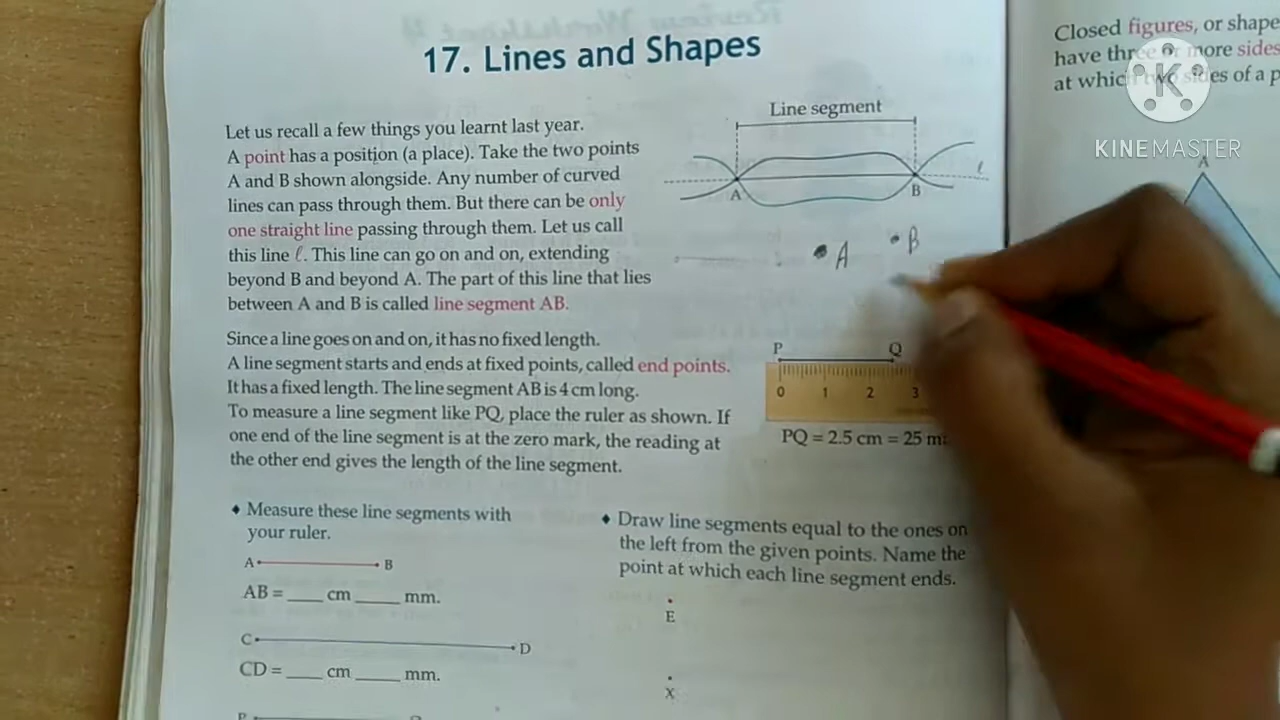 17. Lines and Shapes
Let us recall a few things you learnt last year.
A point has a position (a place). Take the two points
A and B shown alongside. Any number of curved
lines can pass through them. But there can be only
one straight line passing through them. Let us call
this line ℓ. This line can go on and on, extending
beyond B and beyond A. The part of this line that lies
between A and B is called line segment AB.
Line segment
A
B
ℓ
A
B
Since a line goes on and on, it has no fixed length.
A line segment starts and ends at fixed points, called end points.
It has a fixed length. The line segment AB is 4 cm long.
To measure a line segment like PQ, place the ruler as shown. If
one end of the line segment is at the zero mark, the reading at
the other end gives the length of the line segment.
P Q
0 1 2 3
PQ = 2.5 cm = 25
♦ Measure these line segments with
your ruler.
A B
AB = ____ cm ____ mm.
C D
CD = ____ cm ____ mm.
♦ Draw line segments equal to the ones on
the left from the given points. Name the
point at which each line segment ends.
E
X
Closed figures, or shape
have three or more sides
at which two sides of a p
A
K
KINEMASTER